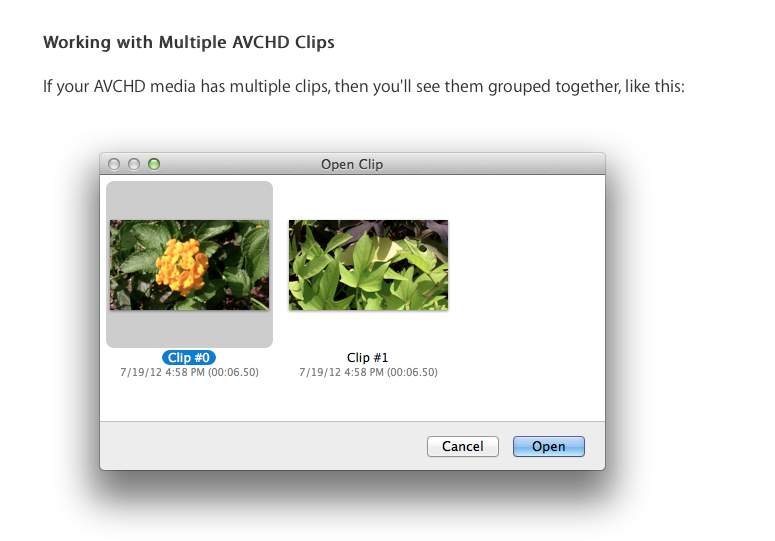 Working with Multiple AVCHD Clips
If your AVCHD media has multiple clips, then you'll see them grouped together, like this:
Open Clip
Clip #0
7/19/12 4:58 PM (00:06.50)
Clip #1
7/19/12 4:58 PM (00:06.50)
Cancel
Open